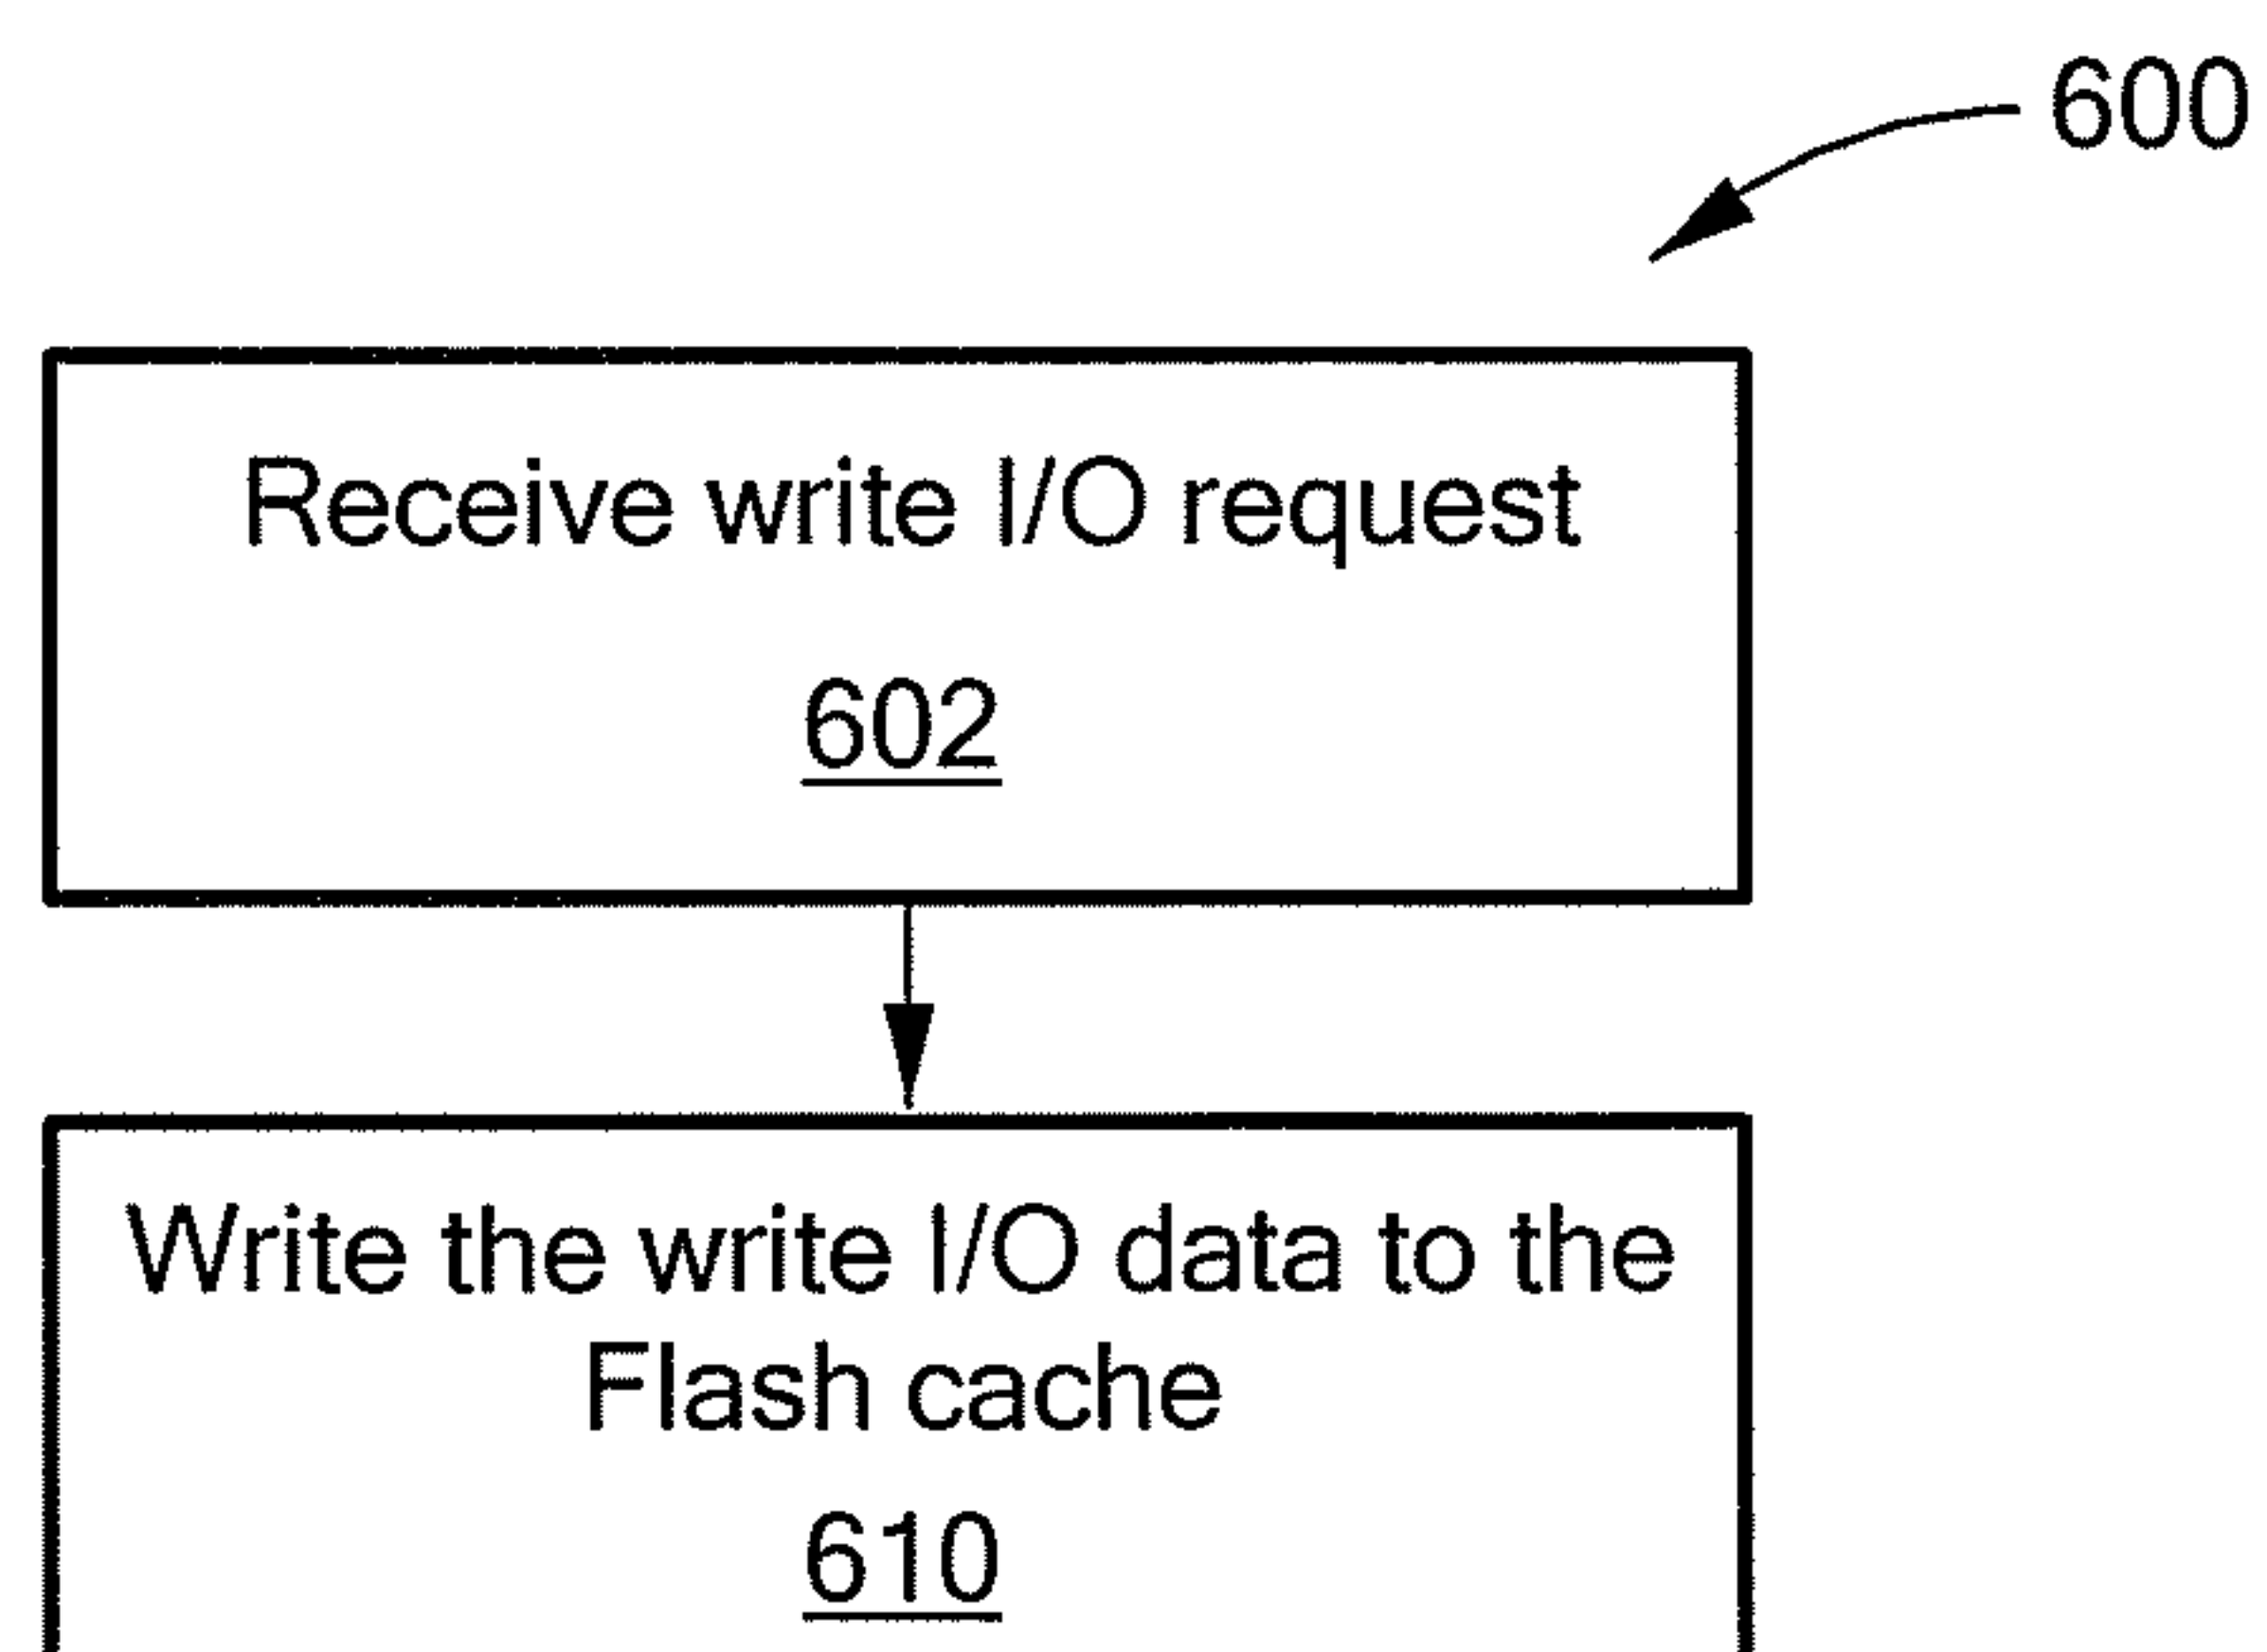 600
Receive write I/O request
602
Write the write I/O data to the
Flash cache
610